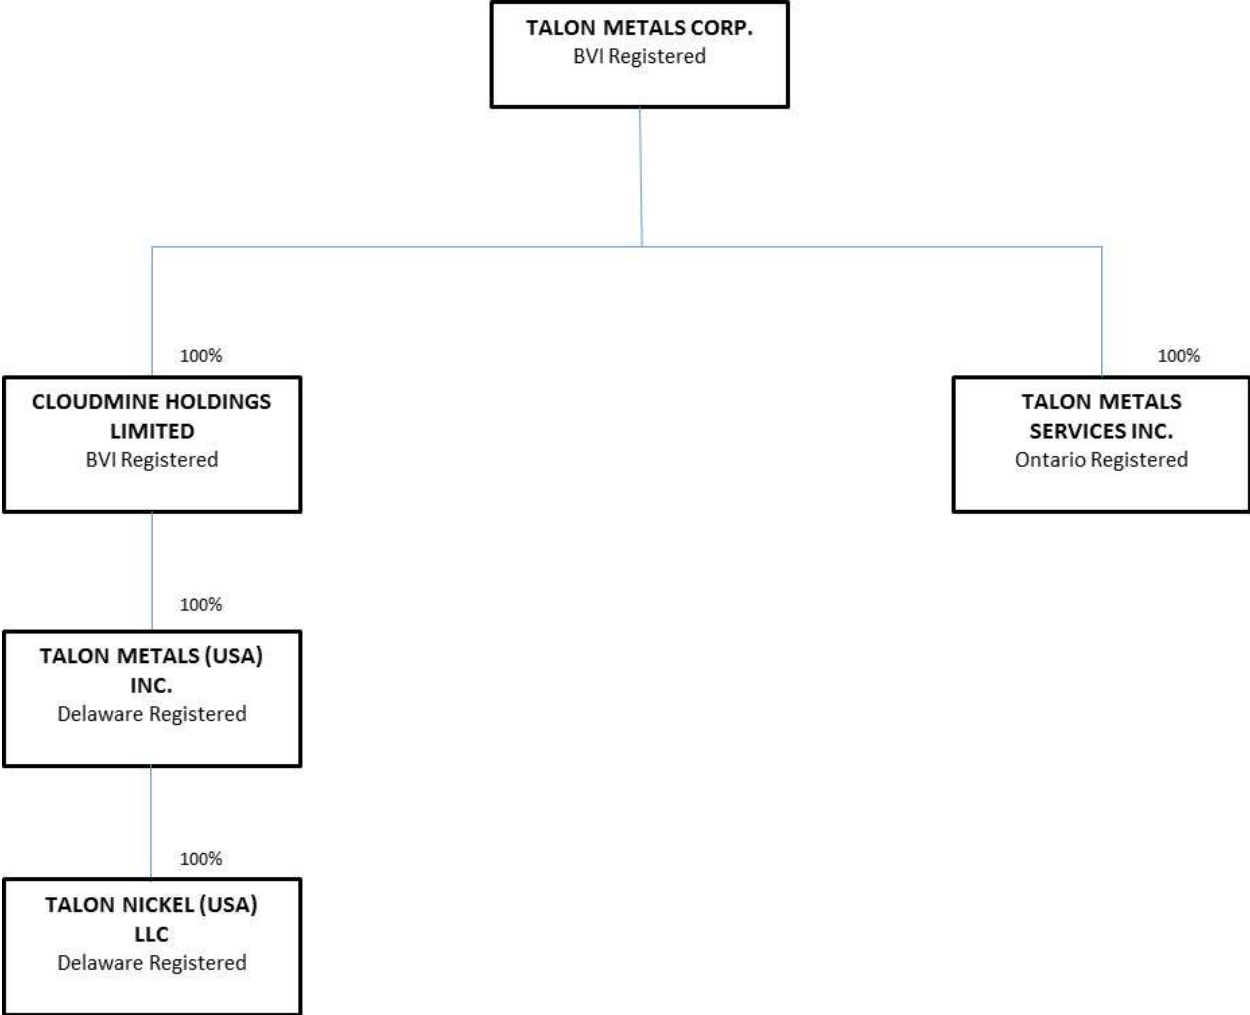 TALON METALS CORP.
BVI Registered
100%
CLOUDMINE HOLDINGS
LIMITED
BVI Registered
100%
TALON METALS
SERVICES INC.
Ontario Registered
100%
TALON METALS (USA)
INC.
Delaware Registered
100%
TALON NICKEL (USA)
LLC
Delaware Registered